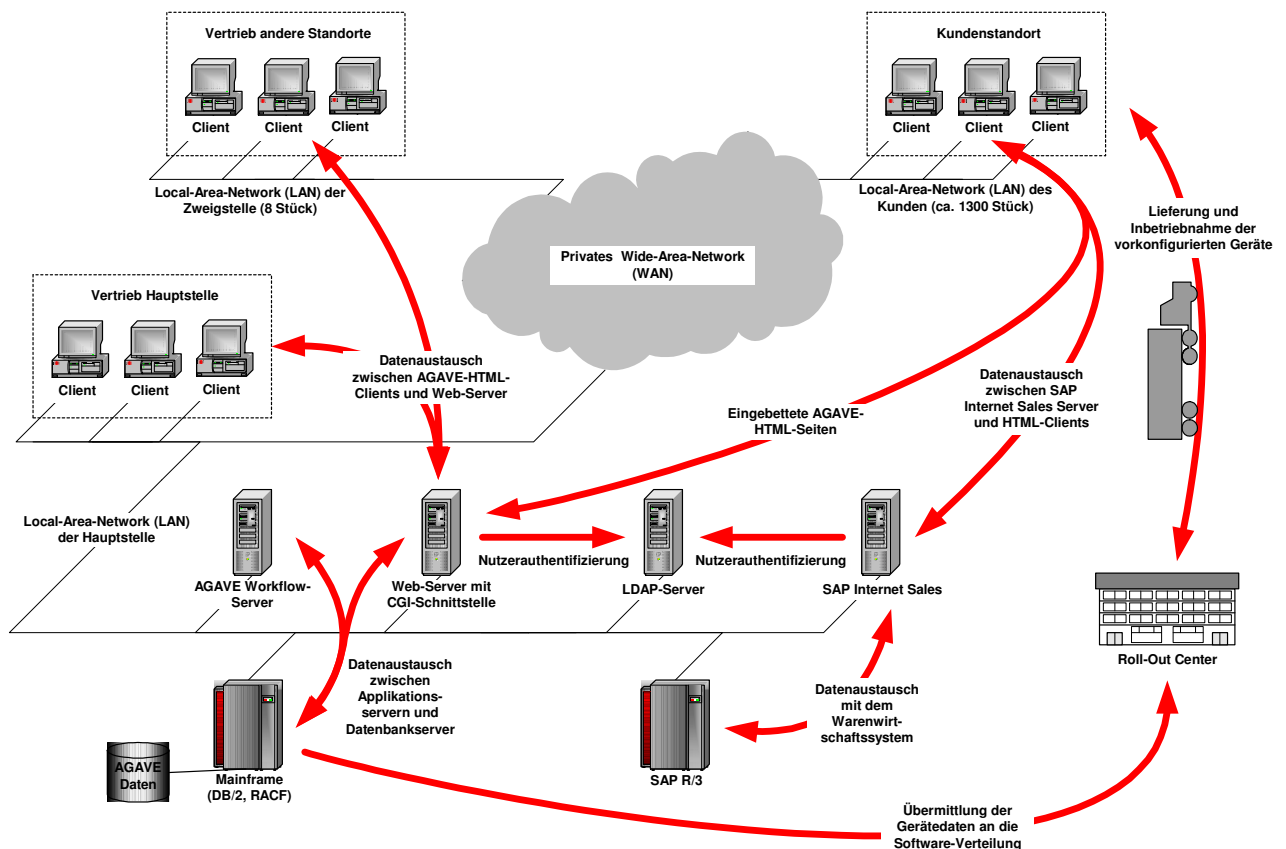 Vertrieb andere Standorte
Client
Client
Client
Local-Area-Network (LAN) der
Zweigstelle (8 Stück)
Kundenstandort
Client
Client
Client
Local-Area-Network (LAN) des
Kunden (ca. 1300 Stück)
Lieferung und
Inbetriebnahme der
vorkonfigurierten Geräte
Privates Wide-Area-Network
(WAN)
Vertrieb Hauptstelle
Client
Client
Client
Datenaustausch
zwischen AGAVE-HTML-
Clients und Web-Server
Datenaustausch
zwischen SAP
Internet Sales Server
und HTML-Clients
Eingebettete AGAVE-
HTML-Seiten
Local-Area-Network (LAN)
der Hauptstelle
AGAVE Workflow-
Server
Web-Server mit
CGI-Schnittstelle
Nutzerauthentifizierung
LDAP-Server
Nutzerauthentifizierung
SAP Internet Sales
Roll-Out Center
Datenaustausch
zwischen
Applikations-
servern und
Datenbankserver
Datenaustausch
mit dem
Warenwirt-
schaftssystem
AGAVE
Daten
Mainframe
(DB/2, RACF)
SAP R/3
Übermittlung der
Gerätedaten an die
Software-Verteilung